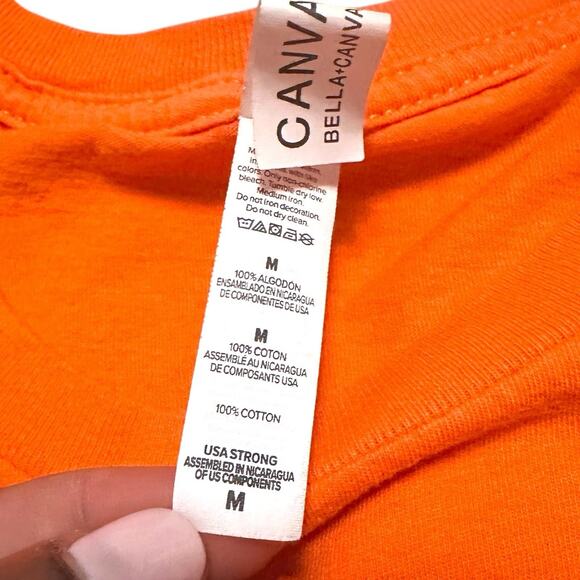 CANVA
BELLA+CANVA
M
with like
colors. Only non-chlorine
bleach. Tumble dry low.
Medium iron.
Do not iron decoration.
Do not dry clean.
M
100% ALGODON
ENSAMBLADO EN NICARAGUA
DE COMPONENTES DE USA
M
100% COTON
ASSEMBLÉ AU NICARAGUA
DE COMPOSANTS USA
100% COTTON
USA STRONG
ASSEMBLED IN NICARAGUA
OF US COMPONENTS
M